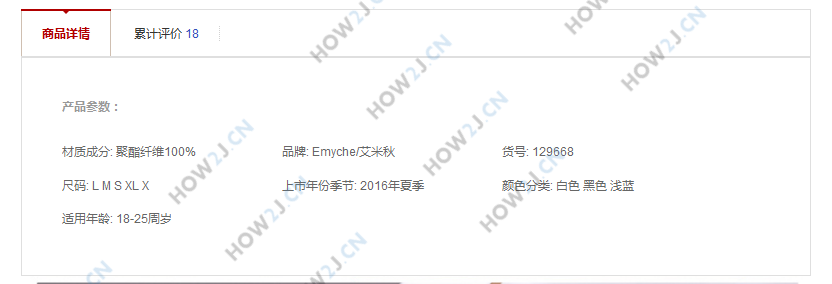 商品详情 累计评价 18
产品参数：
材质成分: 聚酯纤维100% 品牌: Emyche/艾米秋 货号: 129668
尺码: L M S XL X 上市年份季节: 2016年夏季 颜色分类: 白色 黑色 浅蓝
适用年龄: 18-25周岁
HOW2J.CN
HOW2J.CN
HOW2J.CN
HOW2J.CN
HOW2J.CN
HOW2J.CN
HOW2J.CN
HOW2J.CN
HOW2J.CN